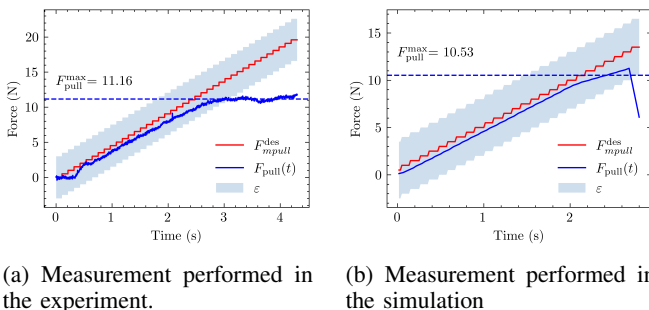 20
15
10
5
0
Force (N)
F_pull^max = 11.16
F_mpull^des
F_pull(t)
ε
0 1 2 3 4
Time (s)
15
10
5
0
Force (N)
F_pull^max = 10.53
F_mpull^des
F_pull(t)
ε
0 1 2
Time (s)
(a) Measurement performed in
the experiment.
(b) Measurement performed in
the simulation